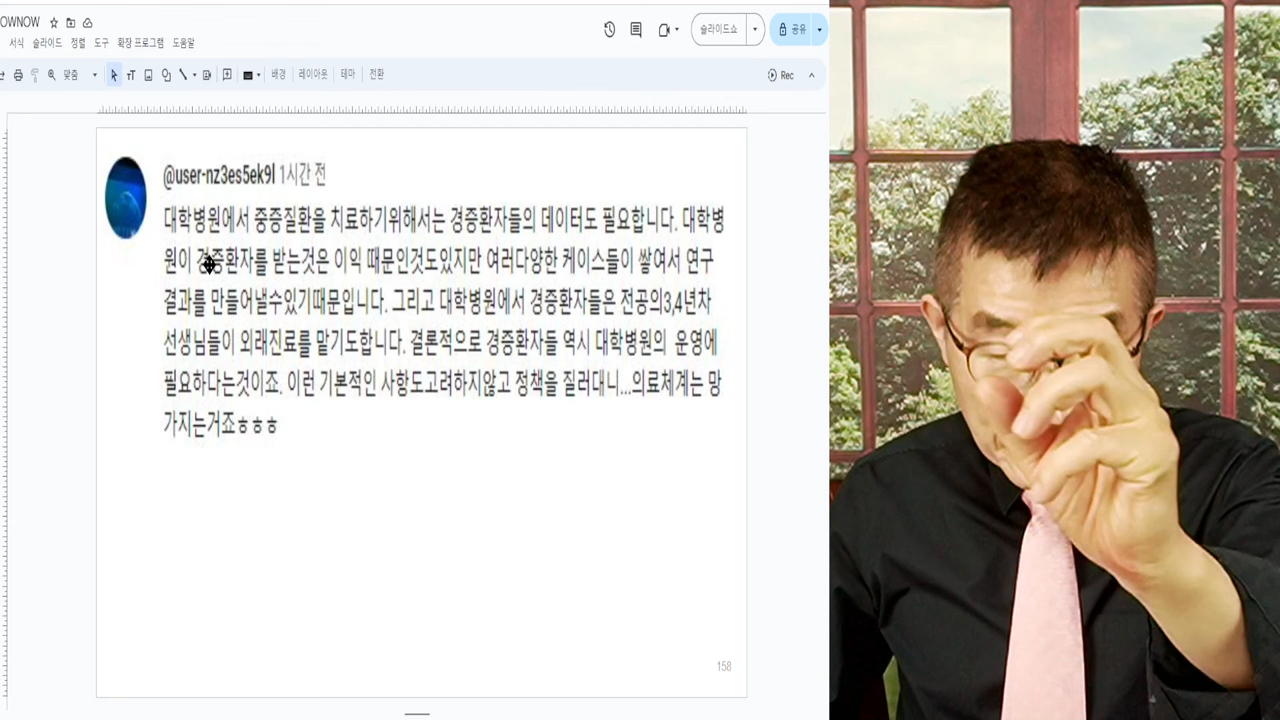 OWNOW
슬라이드쇼
공유
서식 슬라이드 정렬 도구 확장 프로그램 도움말
맞춤 배경 레이아웃 테마 전환 Rec
@user-nz3es5ek9l 1시간 전
대학병원에서 중증질환을 치료하기위해서는 경증환자들의 데이터도 필요합니다. 대학병
원이 경증환자를 받는것은 이익 때문인것도있지만 여러다양한 케이스들이 쌓여서 연구
결과를 만들어낼수있기때문입니다. 그리고 대학병원에서 경증환자들은 전공의3,4년차
선생님들이 외래진료를 맡기도합니다. 결론적으로 경증환자들 역시 대학병원의 운영에
필요하다는것이죠. 이런 기본적인 사항도고려하지않고 정책을 질러대니...의료체계는 망
가지는거죠ㅎㅎㅎ
158